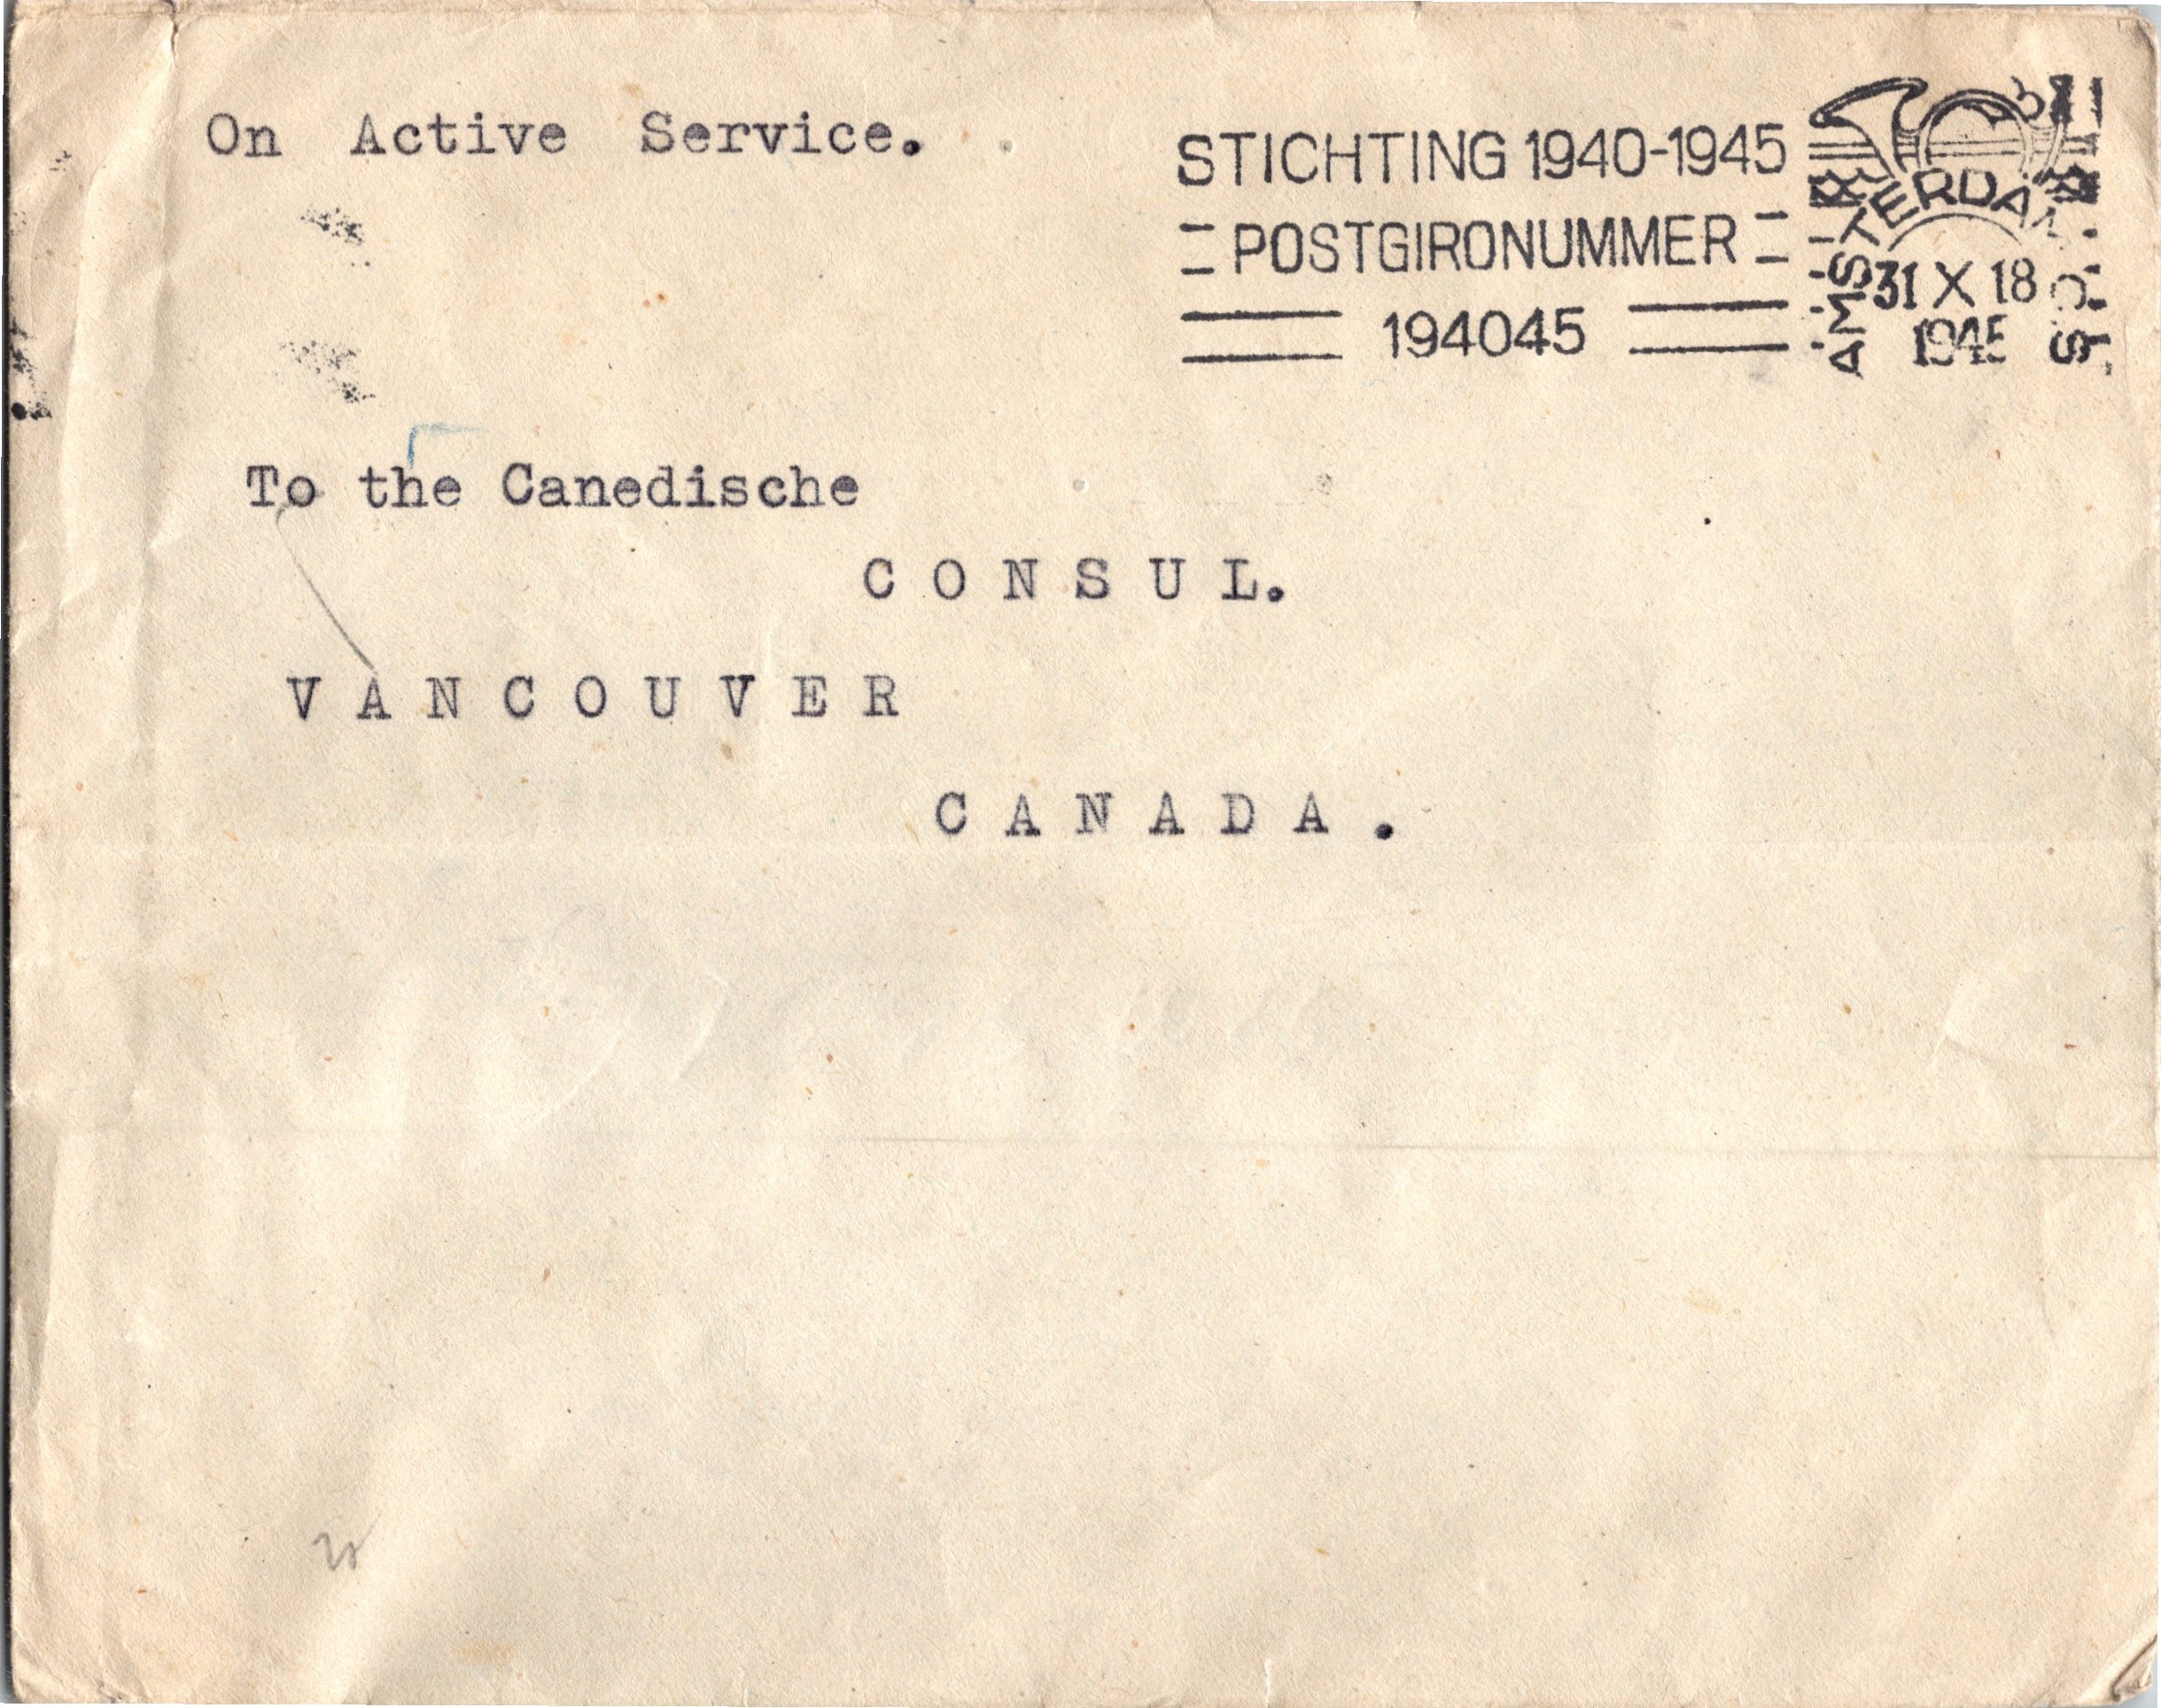 On Active Service.
STICHTING 1940-1945
POSTGIRONUMMER
194045
AMSTERDAM
31 X 18
1945
To the Canedische
CONSUL.
VANCOUVER
CANADA.